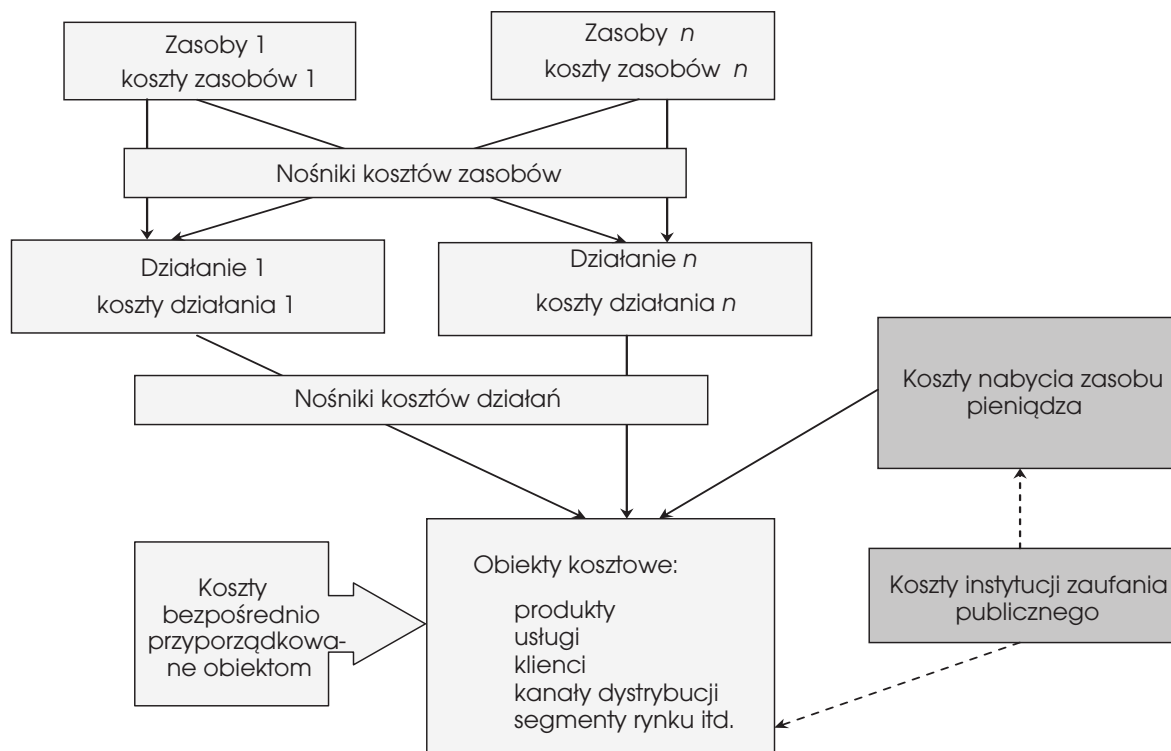 Zasoby 1
koszty zasobów 1
Zasoby n
koszty zasobów n
Nośniki kosztów zasobów
Działanie 1
koszty działania 1
Działanie n
koszty działania n
Nośniki kosztów działań
Koszty nabycia zasobu
pieniądza
Koszty instytucji zaufania
publicznego
Koszty
bezpośrednio
przyporządkowa-
ne obiektom
Obiekty kosztowe:
produkty
usługi
klienci
kanały dystrybucji
segmenty rynku itd.